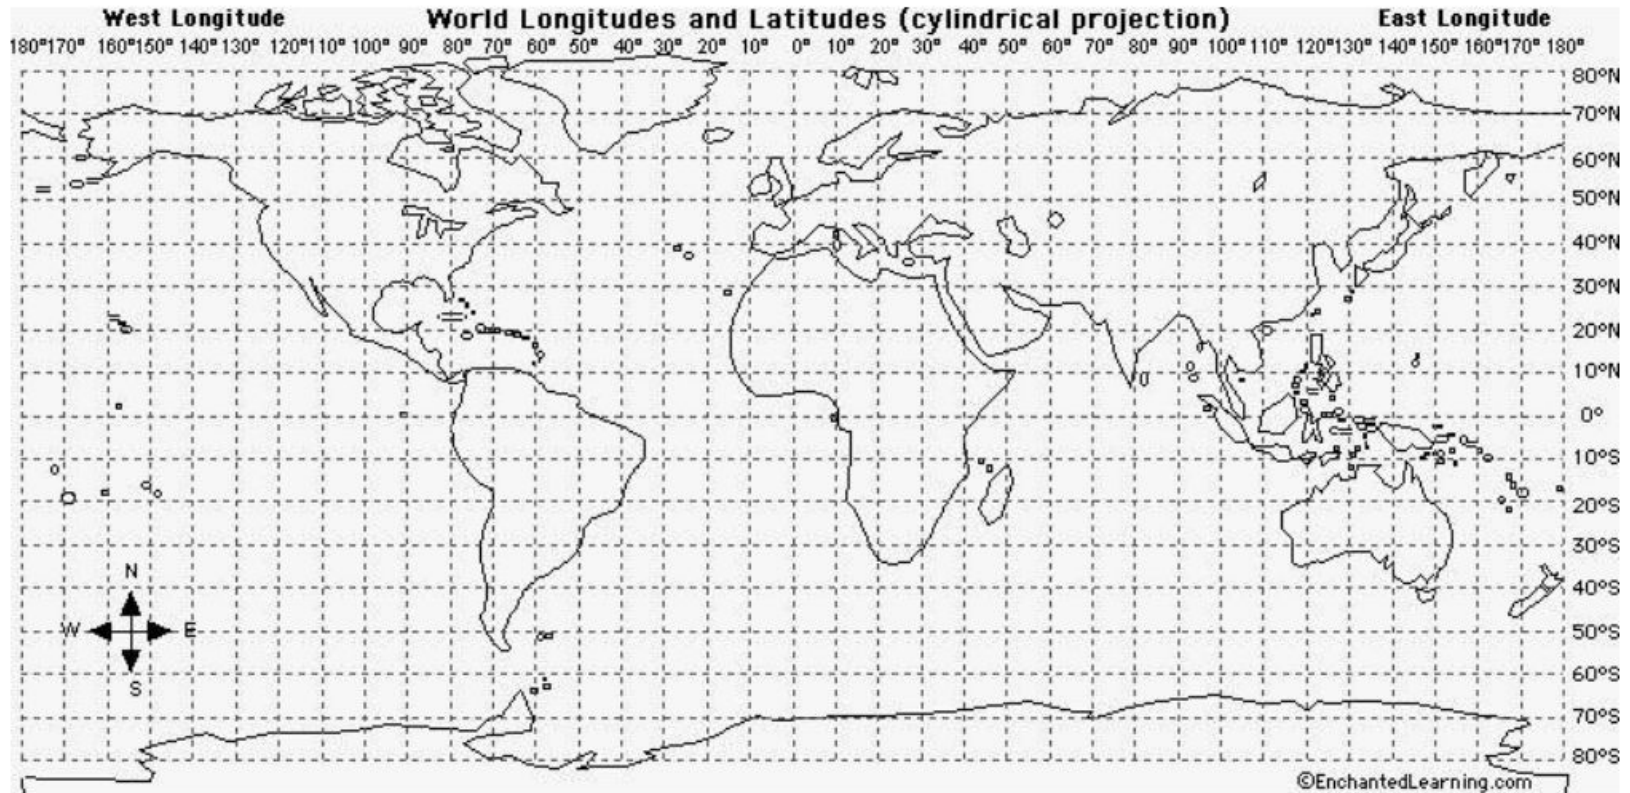 West Longitude World Longitudes and Latitudes (cylindrical projection) East Longitude
180° 170° 160° 150° 140° 130° 120° 110° 100° 90° 80° 70° 60° 50° 40° 30° 20° 10° 0° 10° 20° 30° 40° 50° 60° 70° 80° 90° 100° 110° 120° 130° 140° 150° 160° 170° 180°
80°N
70°N
60°N
50°N
40°N
30°N
20°N
10°N
0°
10°S
20°S
30°S
N
40°S
W E 50°S
60°S
S
70°S
80°S
©EnchantedLearning.com